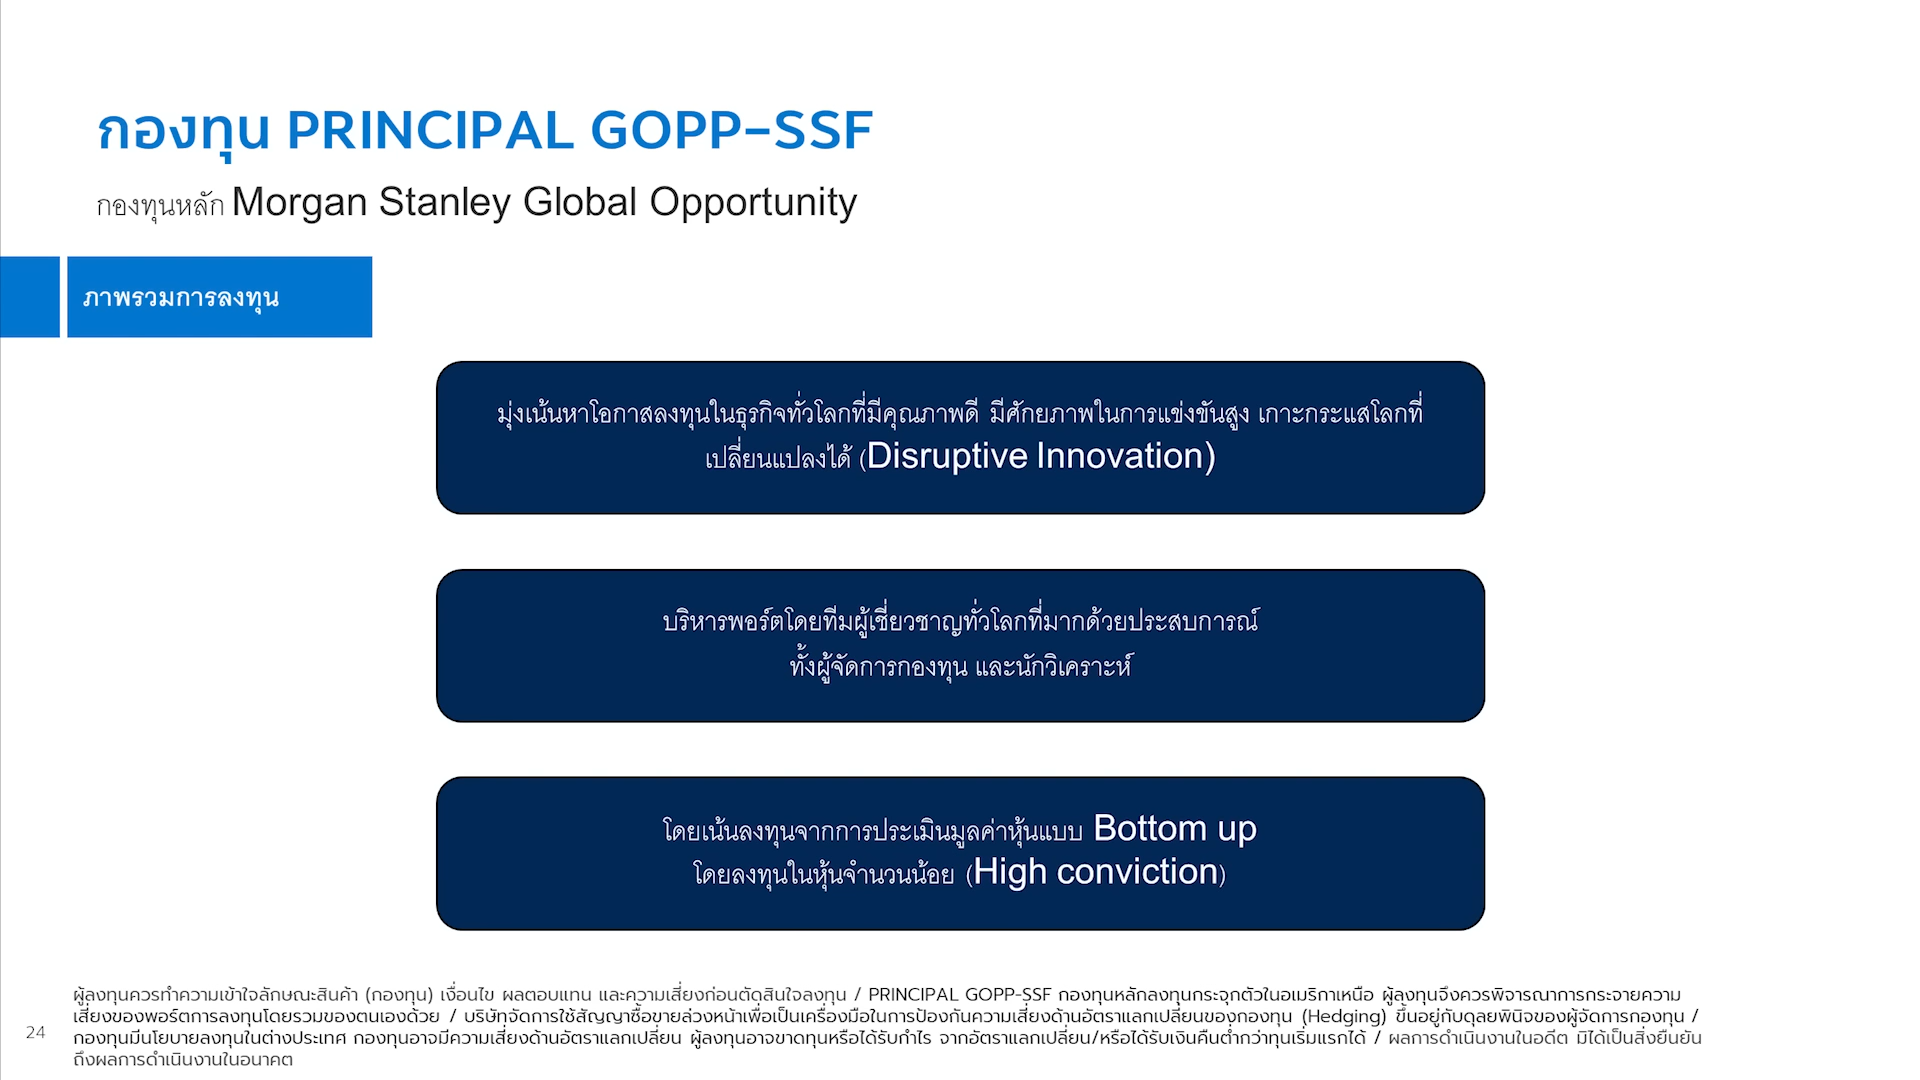 กองทุน PRINCIPAL GOPP-SSF
กองทุนหลัก Morgan Stanley Global Opportunity
ภาพรวมการลงทุน
มุ่งเน้นหาโอกาสลงทุนในธุรกิจทั่วโลกที่มีคุณภาพดี มีศักยภาพในการแข่งขันสูง เกาะกระแสโลกที่
เปลี่ยนแปลงได้ (Disruptive Innovation)
บริหารพอร์ตโดยทีมผู้เชี่ยวชาญทั่วโลกที่มากด้วยประสบการณ์
ทั้งผู้จัดการกองทุน และนักวิเคราะห์
โดยเน้นลงทุนจากการประเมินมูลค่าหุ้นแบบ Bottom up
โดยลงทุนในหุ้นจำนวนน้อย (High conviction)
ผู้ลงทุนควรทำความเข้าใจลักษณะสินค้า (กองทุน) เงื่อนไข ผลตอบแทน และความเสี่ยงก่อนตัดสินใจลงทุน / PRINCIPAL GOPP-SSF กองทุนหลักลงทุนกระจุกตัวในอเมริกาเหนือ ผู้ลงทุนจึงควรพิจารณาการกระจายความ
เสี่ยงของพอร์ตการลงทุนโดยรวมของตนเองด้วย / บริษัทจัดการใช้สัญญาซื้อขายล่วงหน้าเพื่อเป็นเครื่องมือในการป้องกันความเสี่ยงด้านอัตราแลกเปลี่ยนของกองทุน (Hedging) ขึ้นอยู่กับดุลยพินิจของผู้จัดการกองทุน /
กองทุนมีนโยบายลงทุนในต่างประเทศ กองทุนอาจมีความเสี่ยงด้านอัตราแลกเปลี่ยน ผู้ลงทุนอาจขาดทุนหรือได้รับกำไร จากอัตราแลกเปลี่ยน/หรือได้รับเงินคืนต่ำกว่าทุนเริ่มแรกได้ / ผลการดำเนินงานในอดีต มิได้เป็นสิ่งยืนยัน
ถึงผลการดำเนินงานในอนาคต
24